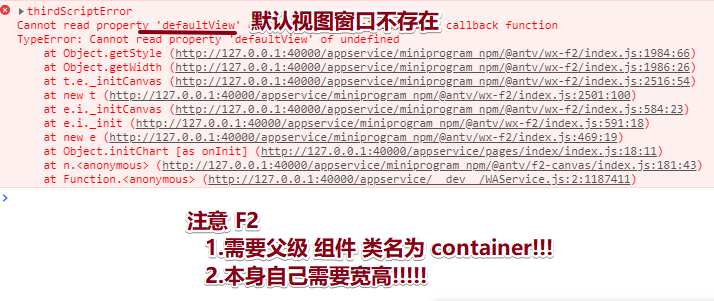 thirdScriptError
Cannot read property 'defaultView' 默认视图窗口不存在 callback function
TypeError: Cannot read property 'defaultView' of undefined
at Object.getStyle (http://127.0.0.1:40000/appservice/miniprogram_npm/@antv/wx-f2/index.js:1984:66)
at Object.getWidth (http://127.0.0.1:40000/appservice/miniprogram_npm/@antv/wx-f2/index.js:1986:26)
at t.e._initCanvas (http://127.0.0.1:40000/appservice/miniprogram_npm/@antv/wx-f2/index.js:2516:54)
at new t (http://127.0.0.1:40000/appservice/miniprogram_npm/@antv/wx-f2/index.js:2501:100)
at e.i._initCanvas (http://127.0.0.1:40000/appservice/miniprogram_npm/@antv/wx-f2/index.js:584:23)
at e.i._init (http://127.0.0.1:40000/appservice/miniprogram_npm/@antv/wx-f2/index.js:591:18)
at new e (http://127.0.0.1:40000/appservice/miniprogram_npm/@antv/wx-f2/index.js:469:19)
at Object.initChart [as onInit] (http://127.0.0.1:40000/appservice/pages/index/index.js:18:11)
at n.<anonymous> (http://127.0.0.1:40000/appservice/miniprogram_npm/@antv/f2-canvas/index.js:181:43)
at Function.<anonymous> (http://127.0.0.1:40000/appservice/__dev__/WAService.js:2:1187411)
注意 F2
1.需要父级 组件 类名为 container!!!
2.本身自己需要宽高!!!!!